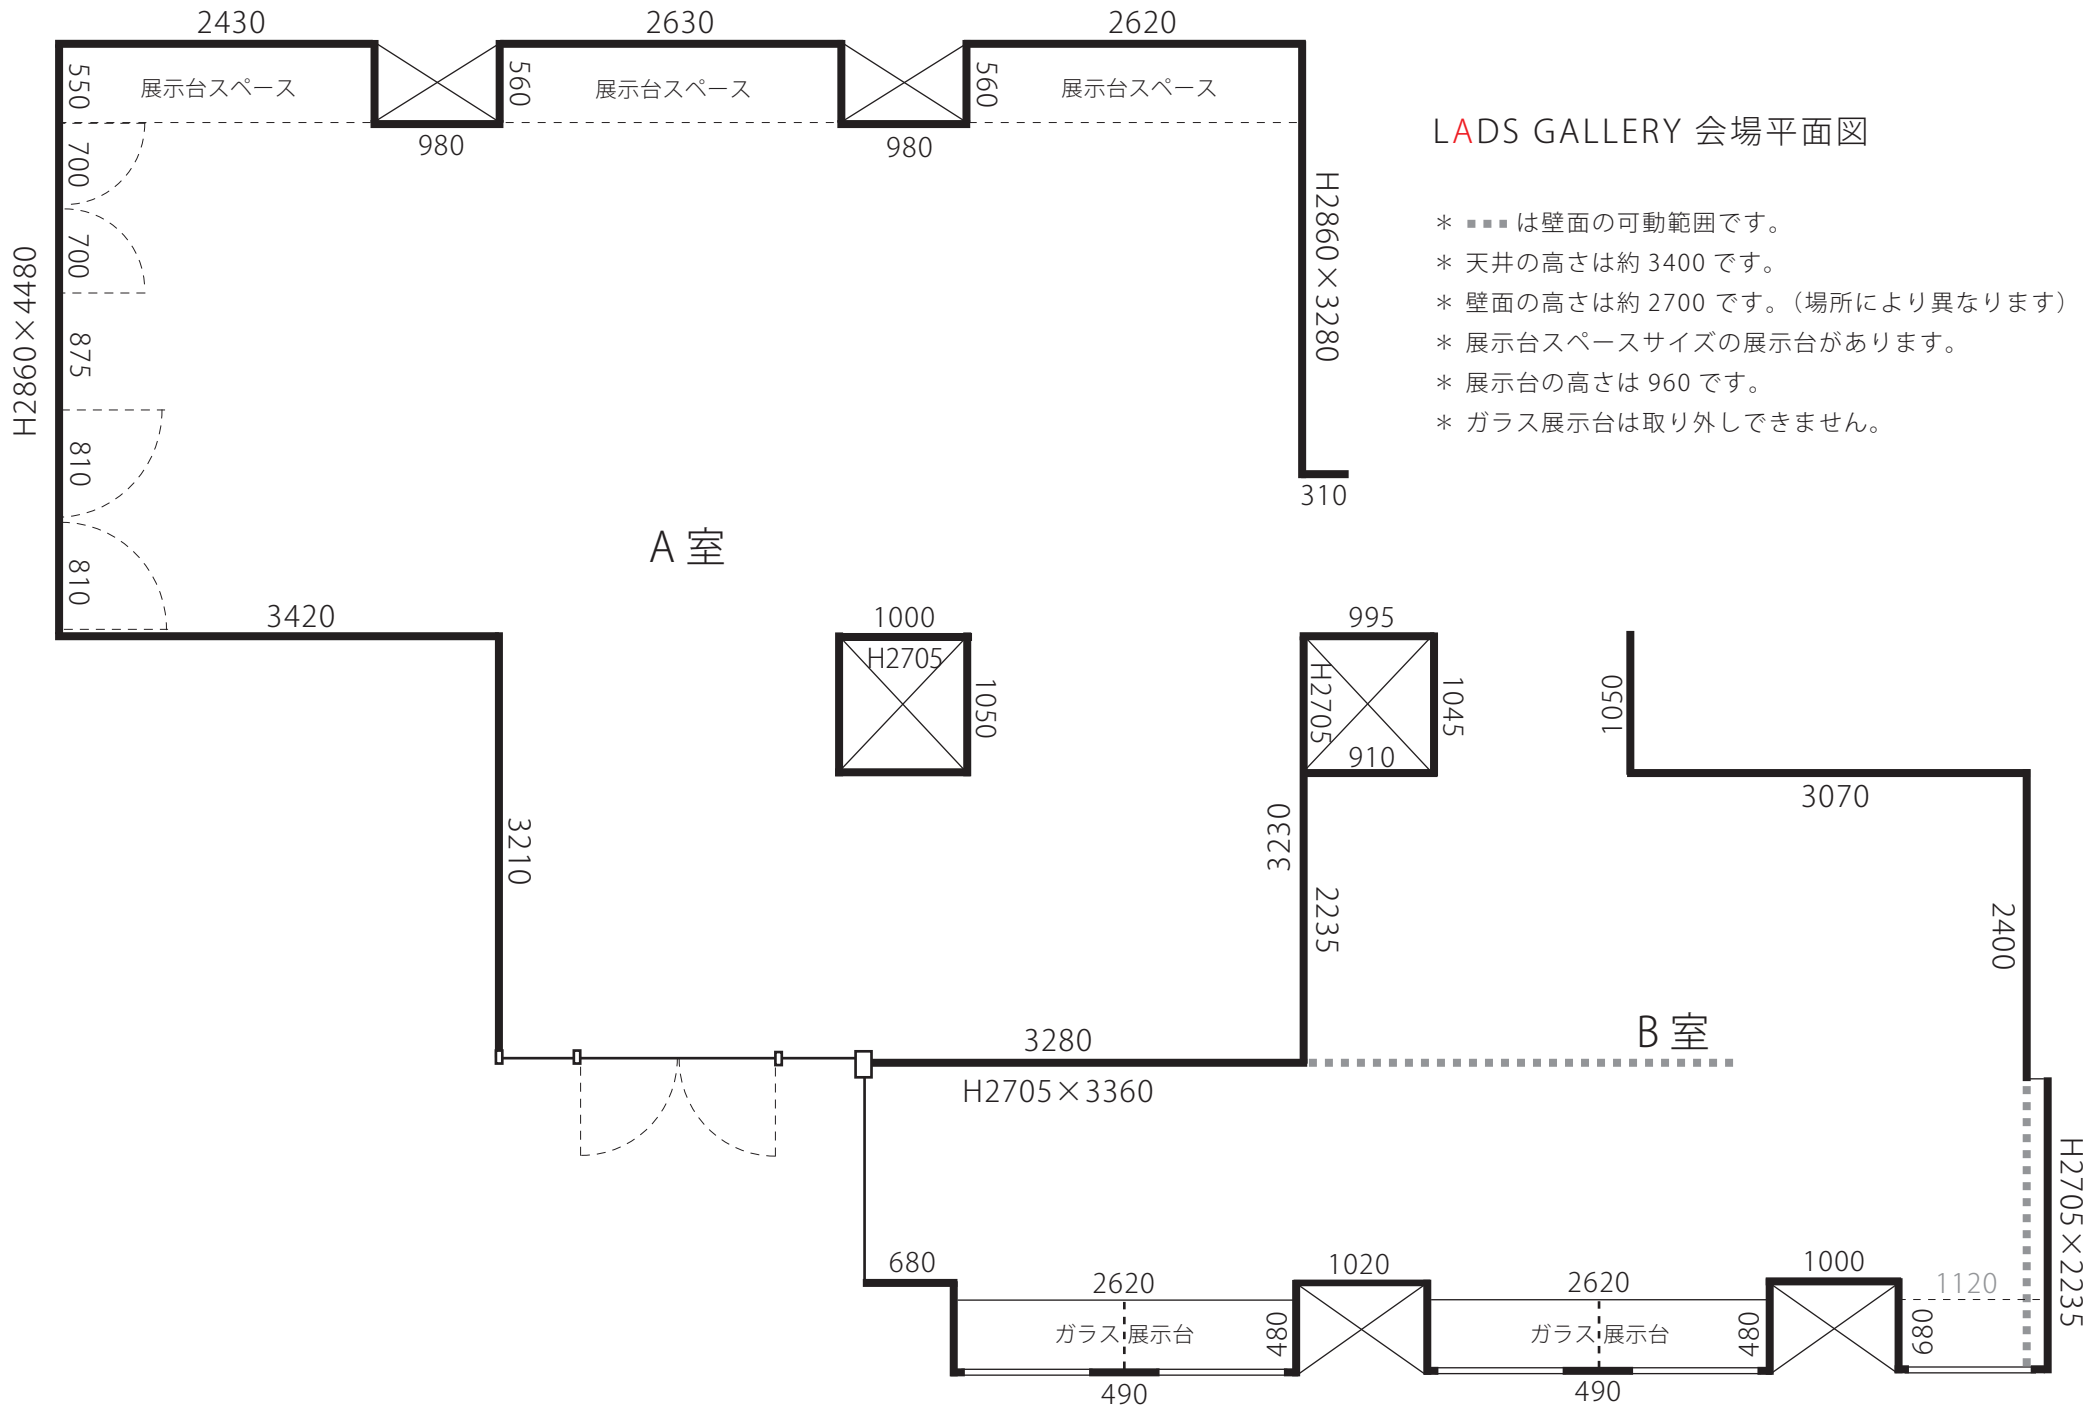 2430
2630
2620
550
展示台スペース
560
展示台スペース
560
展示台スペース
980
980
LADS GALLERY 会場平面図
＊ は壁面の可動範囲です。
＊ 天井の高さは約 3400 です。
＊ 壁面の高さは約 2700 です。（場所により異なります）
＊ 展示台スペースサイズの展示台があります。
＊ 展示台の高さは 960 です。
＊ ガラス展示台は取り外しできません。
700
700
875
810
810
H2860×4480
H2860×3280
310
A 室
3420
1000
H2705
1050
995
H2705
910
1045
1050
3070
3210
3230
2235
2400
B 室
3280
H2705×3360
H2705×2235
680
2620
1020
2620
1000
1120
ガラス 展示台
480
ガラス 展示台
480
680
490
490